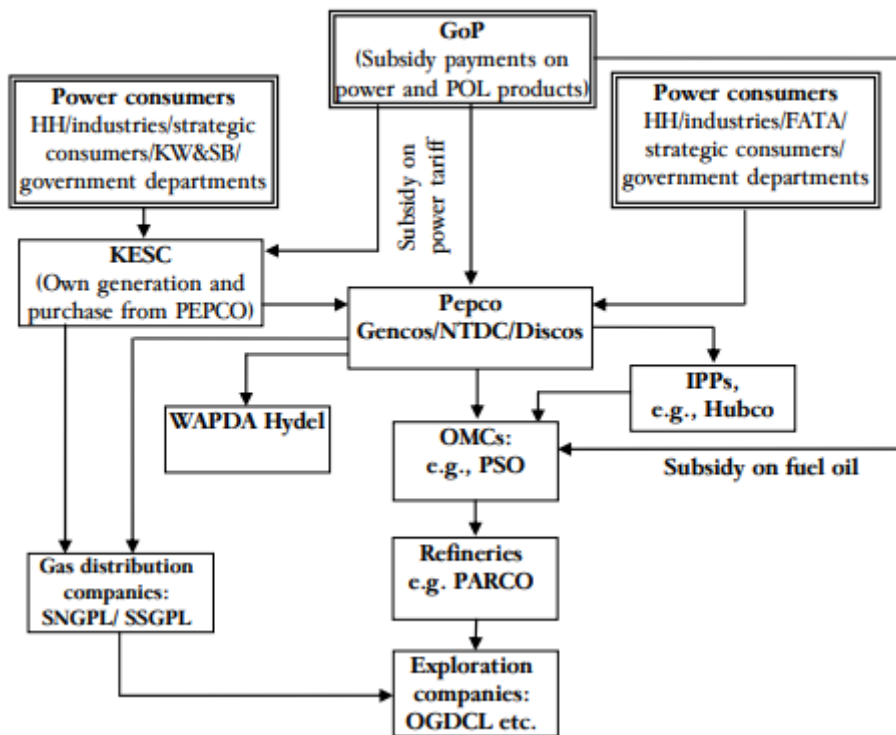 GoP
(Subsidy payments on
power and POL products)
Power consumers
HH/industries/strategic
consumers/KW&SB/
government departments
Power consumers
HH/industries/FATA/
strategic consumers/
government departments
Subsidy on
power tariff
KESC
(Own generation and
purchase from PEPCO)
Pepco
Gencos/NTDC/Discos
IPPs,
e.g., Hubco
WAPDA Hydel
OMCs:
e.g., PSO
Subsidy on fuel oil
Refineries
e.g. PARCO
Gas distribution
companies:
SNGPL/ SSGPL
Exploration
companies:
OGDCL etc.